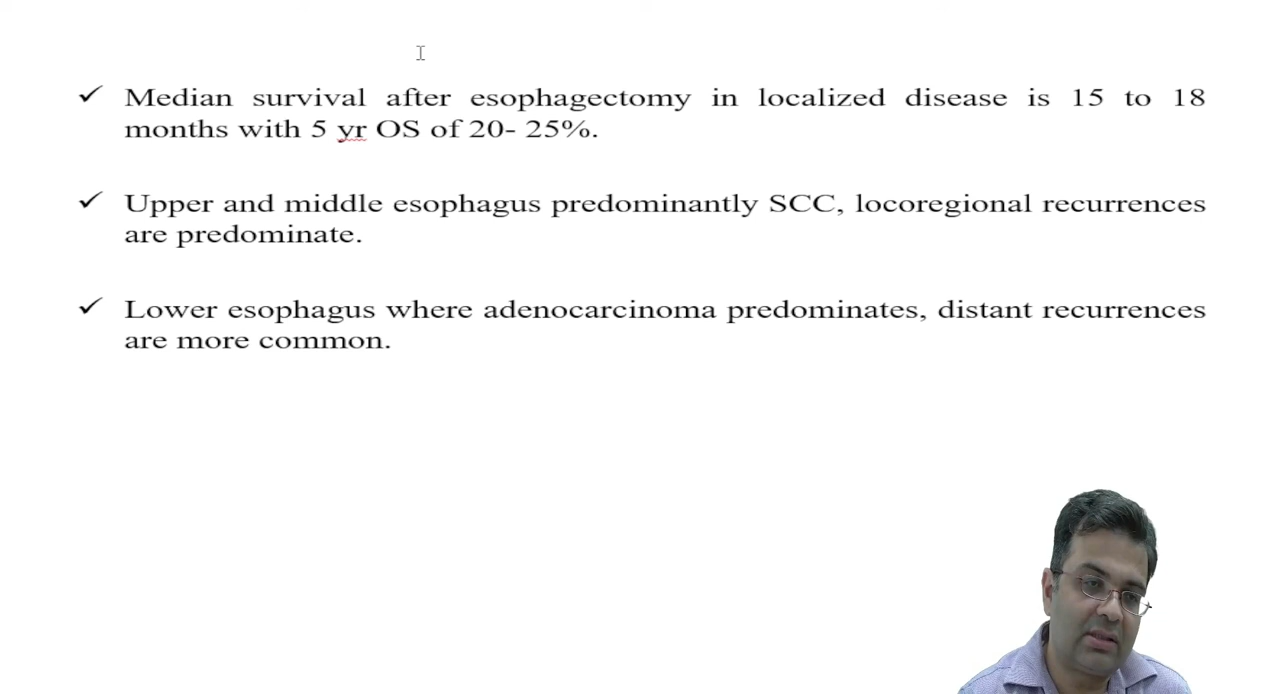 ✓ Median survival after esophagectomy in localized disease is 15 to 18
months with 5 yr OS of 20- 25%.
✓ Upper and middle esophagus predominantly SCC, locoregional recurrences
are predominate.
✓ Lower esophagus where adenocarcinoma predominates, distant recurrences
are more common.